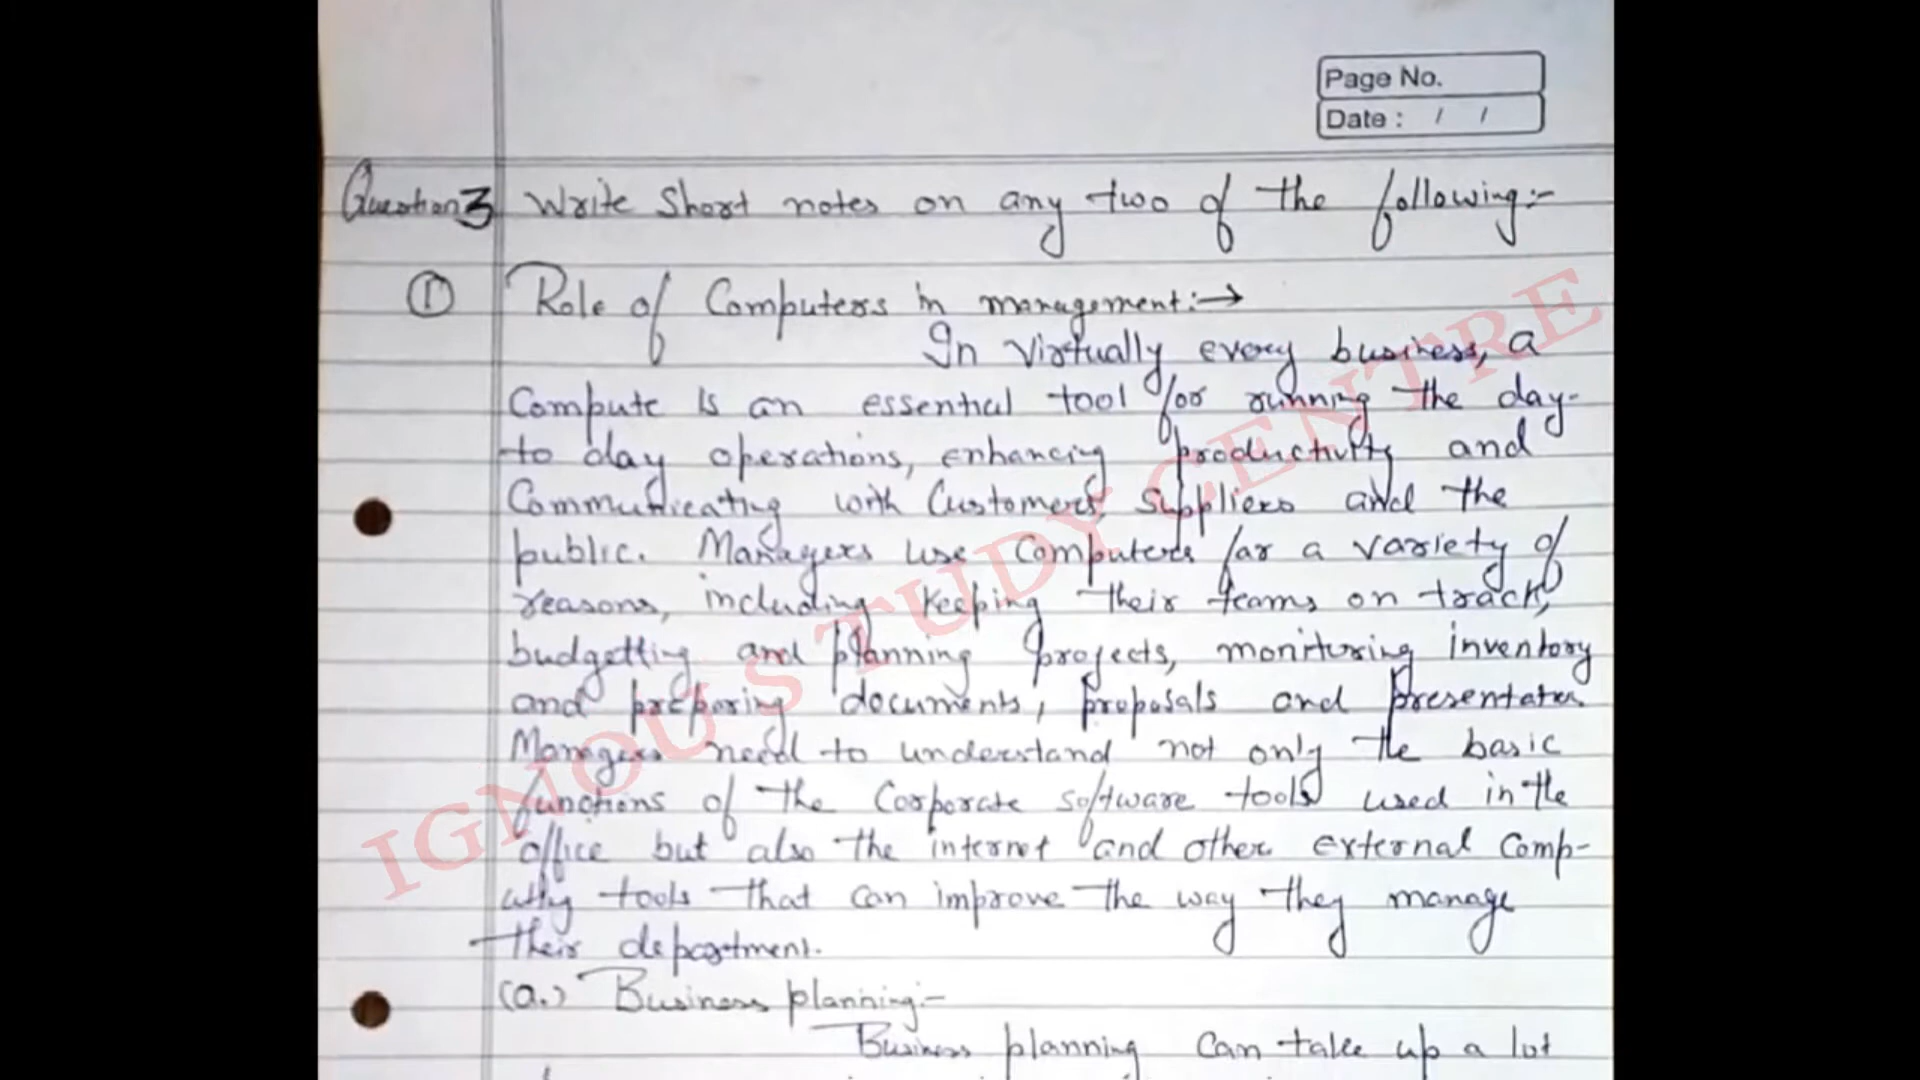 Page No.
Date : / /
Question 3 Write Short notes on any two of the following:-
① Role of Computers in management:→
In virtually every business, a
Compute is an essential tool for running the day-
to day operations, enhancing productivity and
Communicating with Customers, Suppliers and the
public. Managers use Computers for a variety of
reasons, including keeping their teams on track,
budgetting and planning projects, monitoring inventory
and preparing documents, proposals and
Managers need to understand not only the basic
functions of the Corporate software tools used in the
office but also the internet and other external Comp-
tools that can improve the way they manage
their department.
(a.) Business planning:-
Business planning can take up a lot
IGNOU STUDY CENTRE